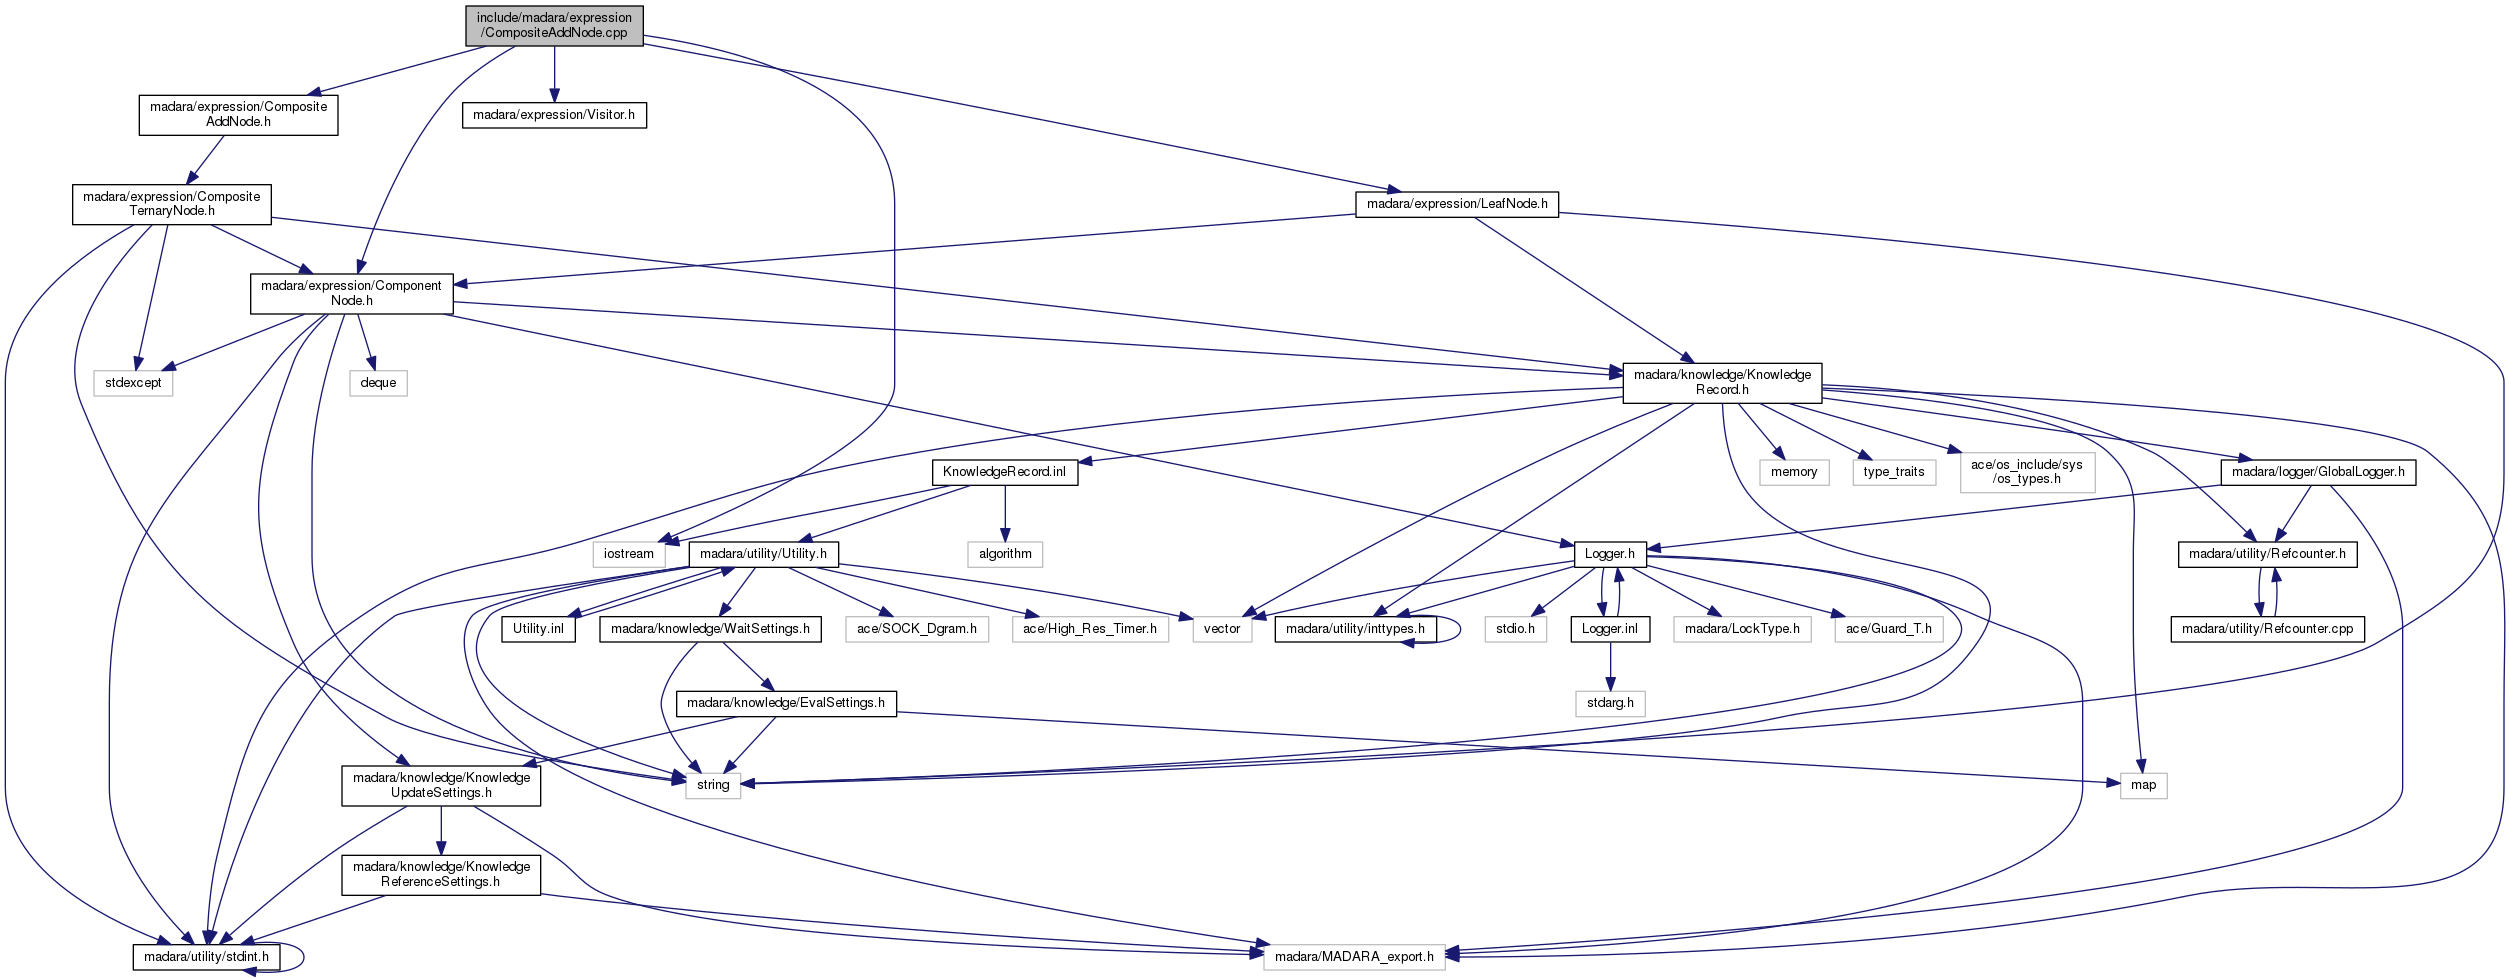 include/madara/expression
/CompositeAddNode.cpp
madara/expression/Composite
AddNode.h
madara/expression/Visitor.h
madara/expression/Composite
TernaryNode.h
madara/expression/LeafNode.h
madara/expression/Component
Node.h
stdexcept
deque
madara/knowledge/Knowledge
Record.h
KnowledgeRecord.inl
memory
type_traits
ace/os_include/sys
/os_types.h
madara/logger/GlobalLogger.h
iostream
madara/utility/Utility.h
algorithm
Logger.h
madara/utility/Refcounter.h
Utility.inl
madara/knowledge/WaitSettings.h
ace/SOCK_Dgram.h
ace/High_Res_Timer.h
vector
madara/utility/inttypes.h
stdio.h
Logger.inl
madara/LockType.h
ace/Guard_T.h
madara/utility/Refcounter.cpp
madara/knowledge/EvalSettings.h
stdarg.h
madara/knowledge/Knowledge
UpdateSettings.h
string
map
madara/knowledge/Knowledge
ReferenceSettings.h
madara/utility/stdint.h
madara/MADARA_export.h